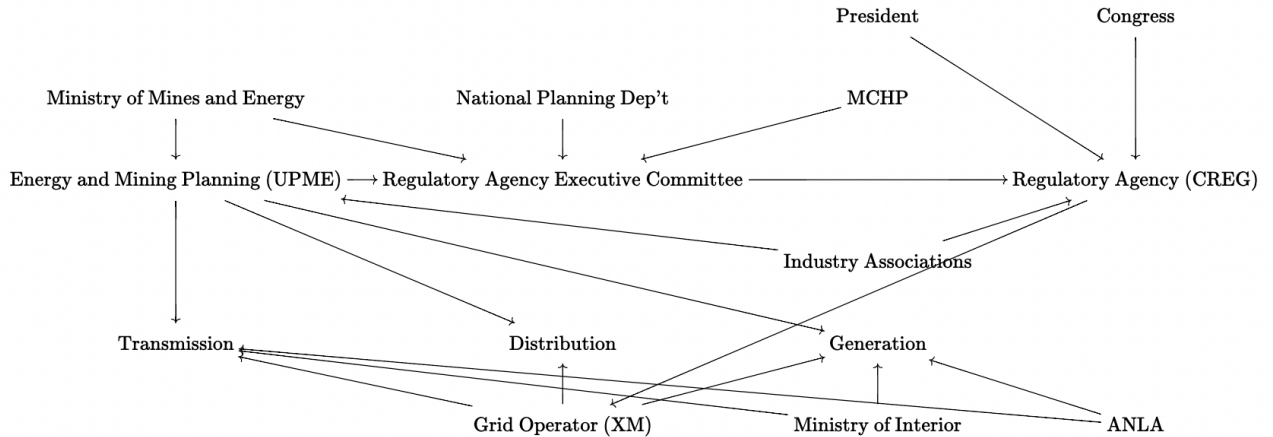 President
Congress
Ministry of Mines and Energy
National Planning Dep't
MCHP
Energy and Mining Planning (UPME)
Regulatory Agency Executive Committee
Regulatory Agency (CREG)
Industry Associations
Transmission
Distribution
Generation
Grid Operator (XM)
Ministry of Interior
ANLA